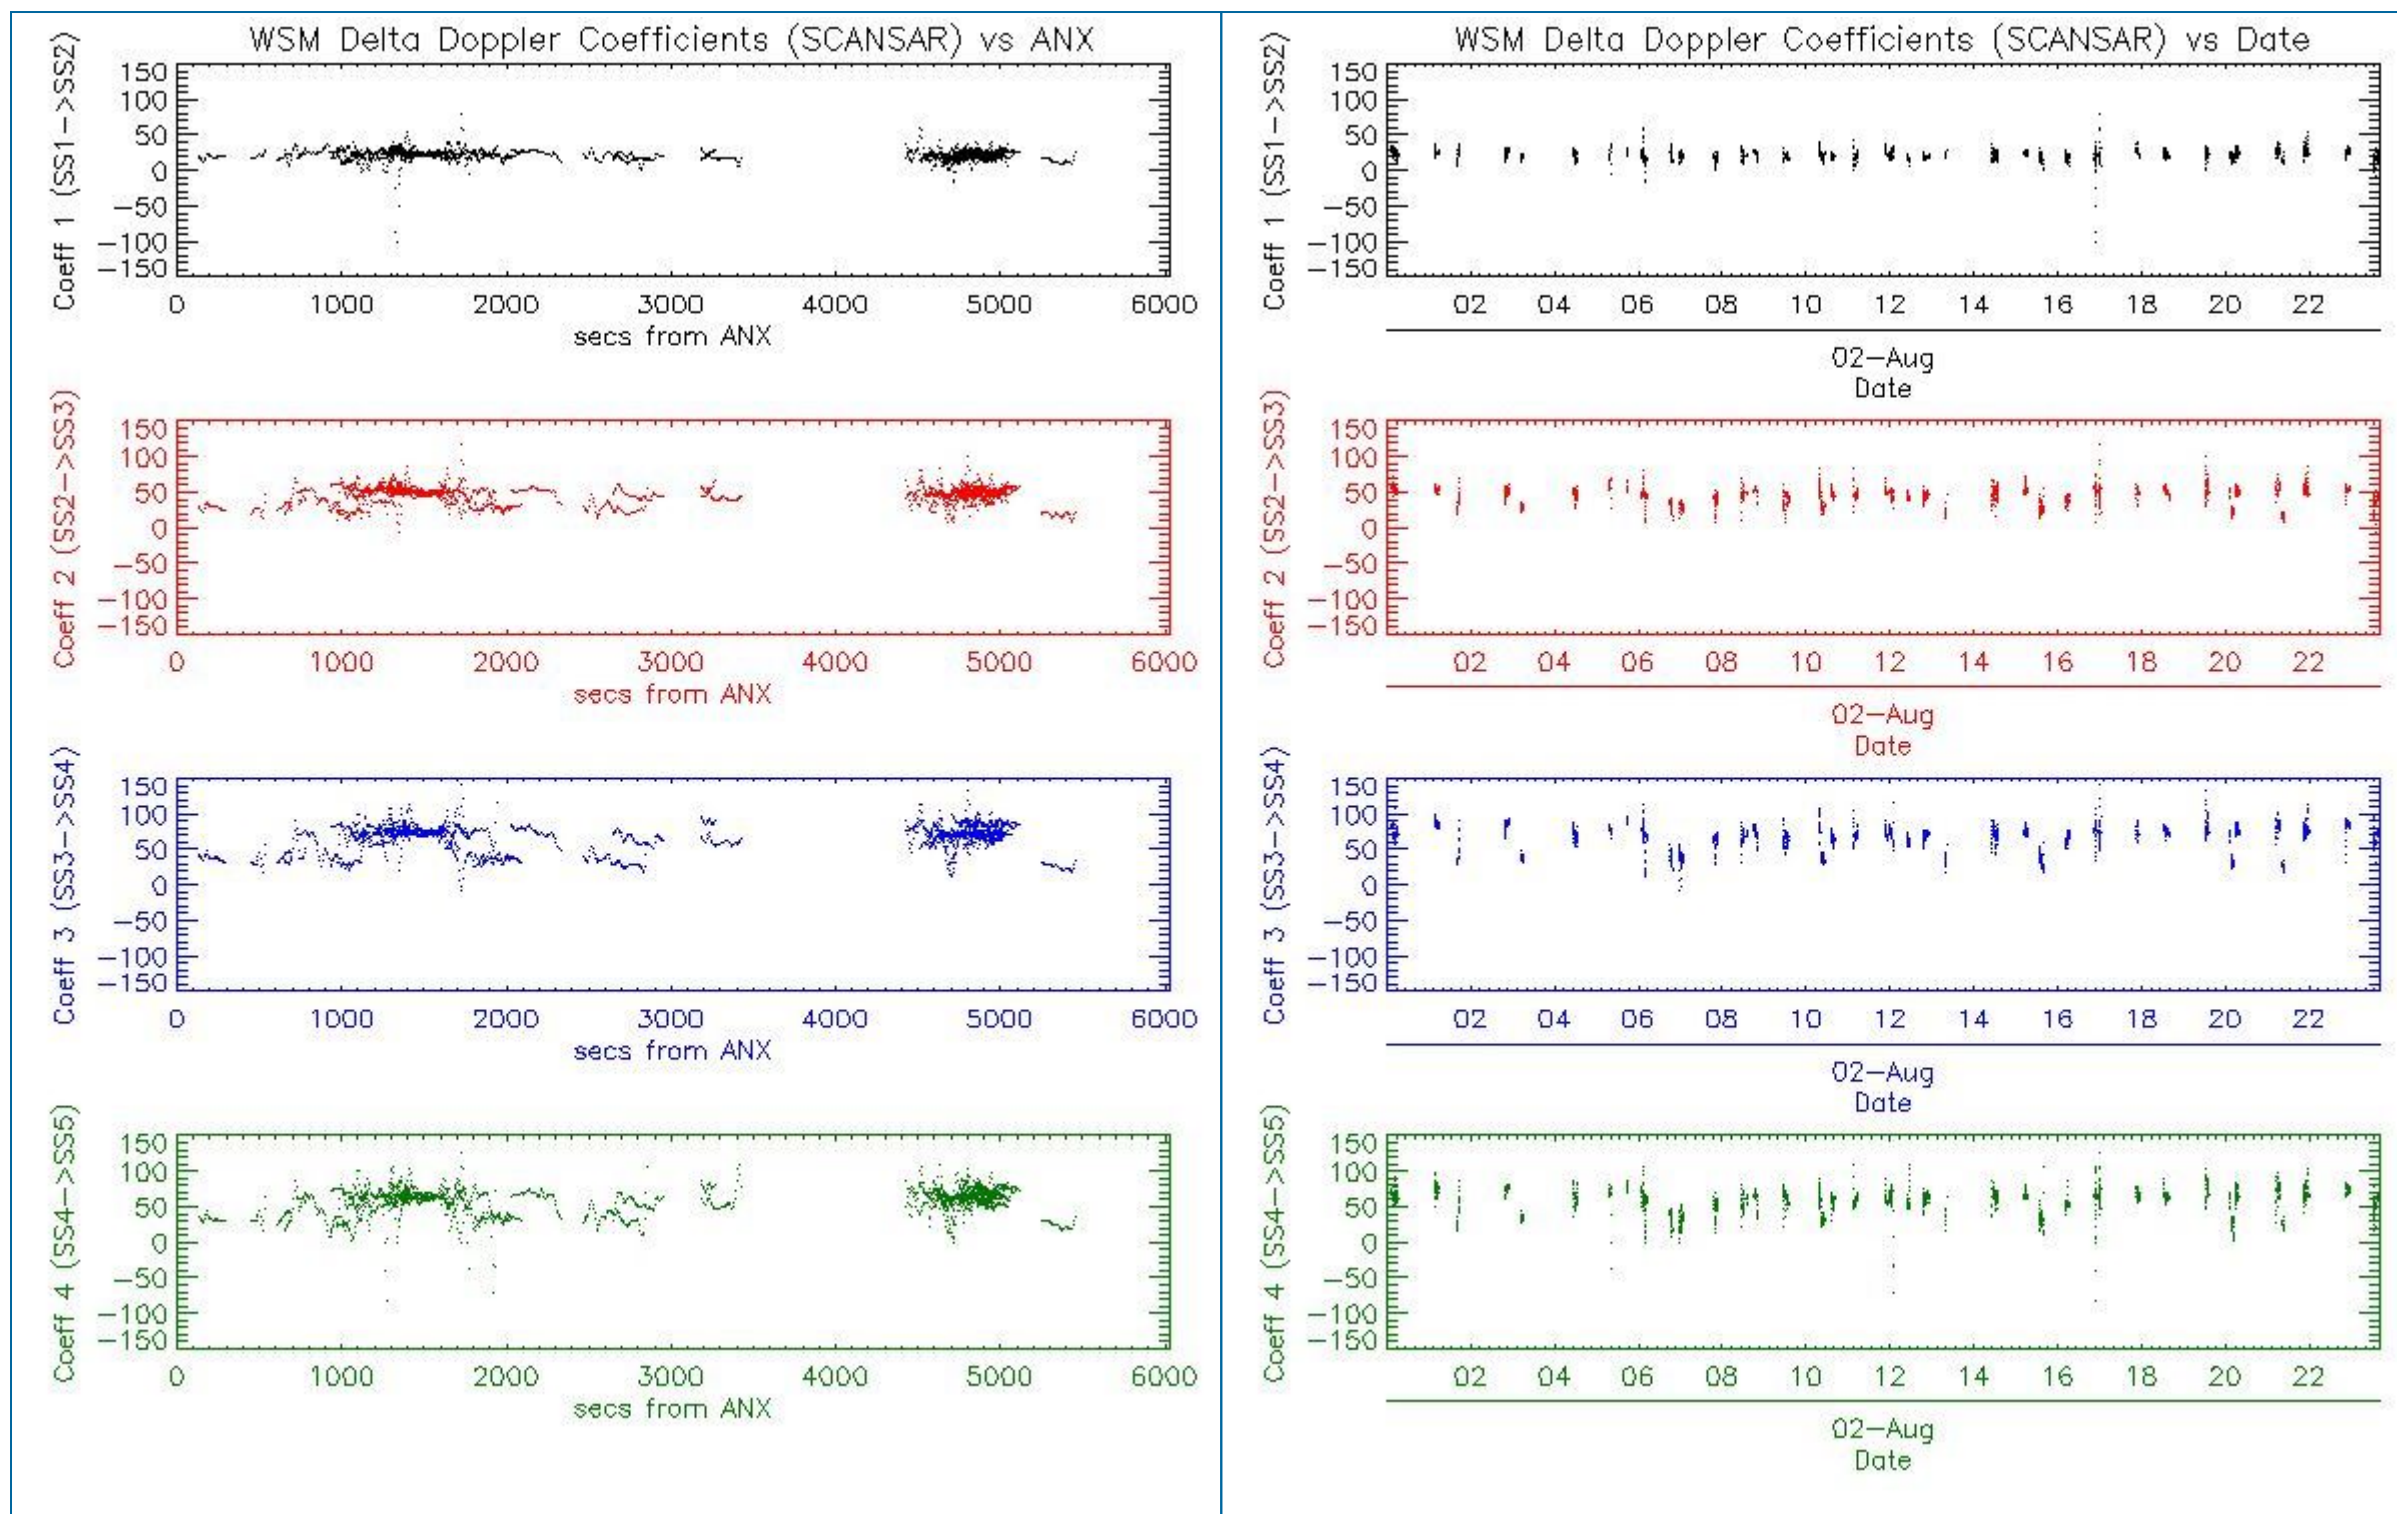 WSM Delta Doppler Coefficients (SCANSAR) vs ANX
Coeff 1 (SS1->SS2)
150
100
50
0
-50
-100
-150
0 1000 2000 3000 4000 5000 6000
secs from ANX
Coeff 2 (SS2->SS3)
150
100
50
0
-50
-100
-150
0 1000 2000 3000 4000 5000 6000
secs from ANX
Coeff 3 (SS3->SS4)
150
100
50
0
-50
-100
-150
0 1000 2000 3000 4000 5000 6000
secs from ANX
Coeff 4 (SS4->SS5)
150
100
50
0
-50
-100
-150
0 1000 2000 3000 4000 5000 6000
secs from ANX
WSM Delta Doppler Coefficients (SCANSAR) vs Date
Coeff 1 (SS1->SS2)
150
100
50
0
-50
-100
-150
02 04 06 08 10 12 14 16 18 20 22
02-Aug
Date
Coeff 2 (SS2->SS3)
150
100
50
0
-50
-100
-150
02 04 06 08 10 12 14 16 18 20 22
02-Aug
Date
Coeff 3 (SS3->SS4)
150
100
50
0
-50
-100
-150
02 04 06 08 10 12 14 16 18 20 22
02-Aug
Date
Coeff 4 (SS4->SS5)
150
100
50
0
-50
-100
-150
02 04 06 08 10 12 14 16 18 20 22
02-Aug
Date